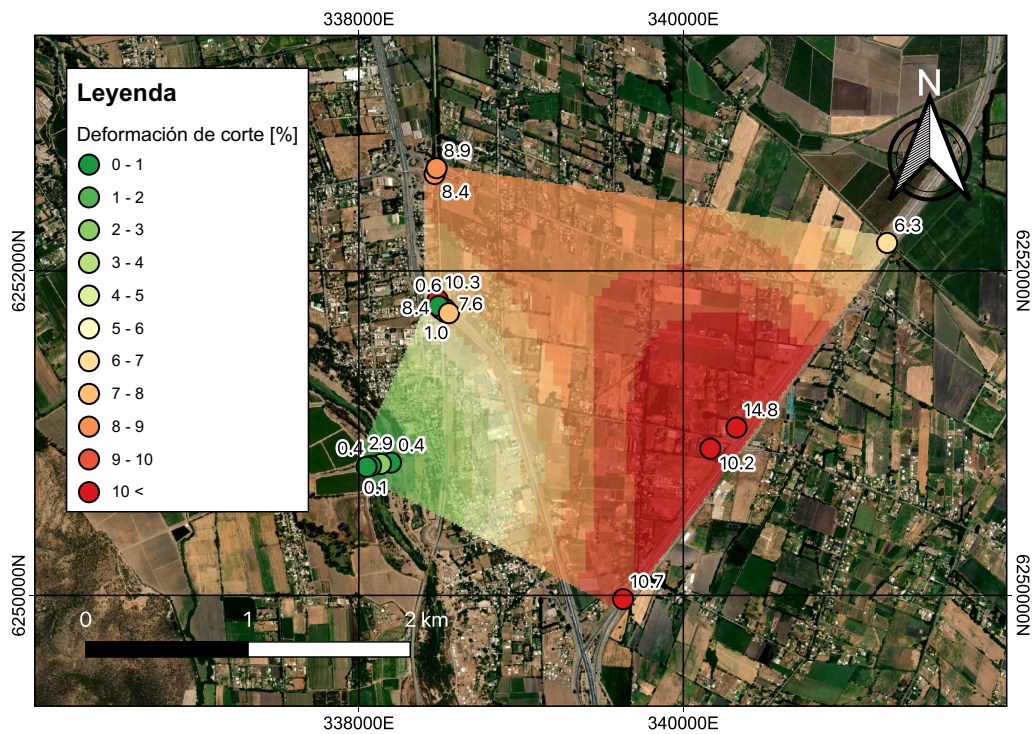 338000E 340000E
N
Leyenda
Deformación de corte [%]
0 - 1
1 - 2
2 - 3
3 - 4
4 - 5
5 - 6
6 - 7
7 - 8
8 - 9
9 - 10
10 <
8.9
8.4
6.3
6252000N 6252000N
0.6 10.3
8.4 7.6
1.0
14.8
10.2
0.4 2.9 0.4
0.1
10.7
6250000N 6250000N
0 1 2 km
338000E 340000E